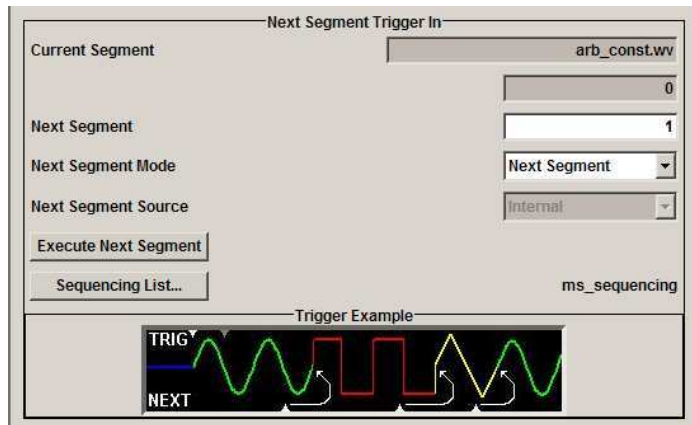 Next Segment Trigger In
Current Segment arb_const.wv
0
Next Segment 1
Next Segment Mode Next Segment
Next Segment Source Internal
Execute Next Segment
Sequencing List... ms_sequencing
Trigger Example
TRIG
NEXT